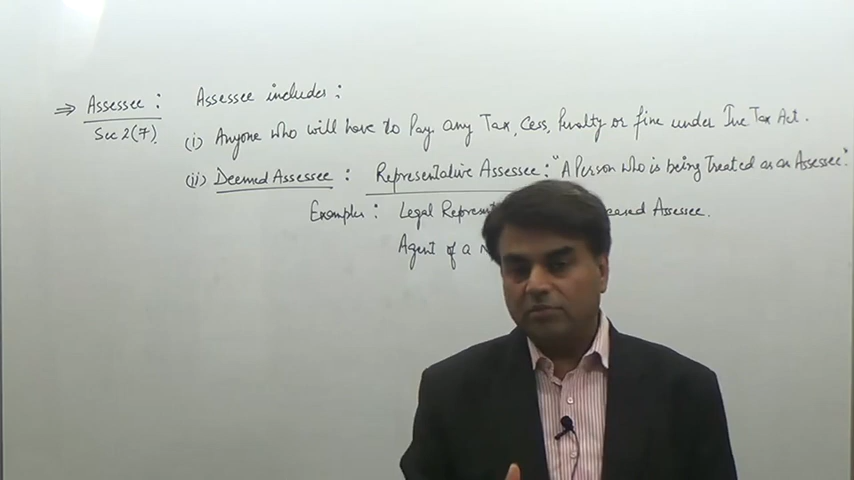 ⇒ Assessee : Assessee includes :
Sec 2(7). (i) Anyone who will have to Pay any Tax, Cess, Penalty or fine under Inc Tax Act.
(ii) Deemed Assessee : Representative Assessee : "A Person who is being Treated as an Assessee".
Examples : Legal Assessee.
Agent of a